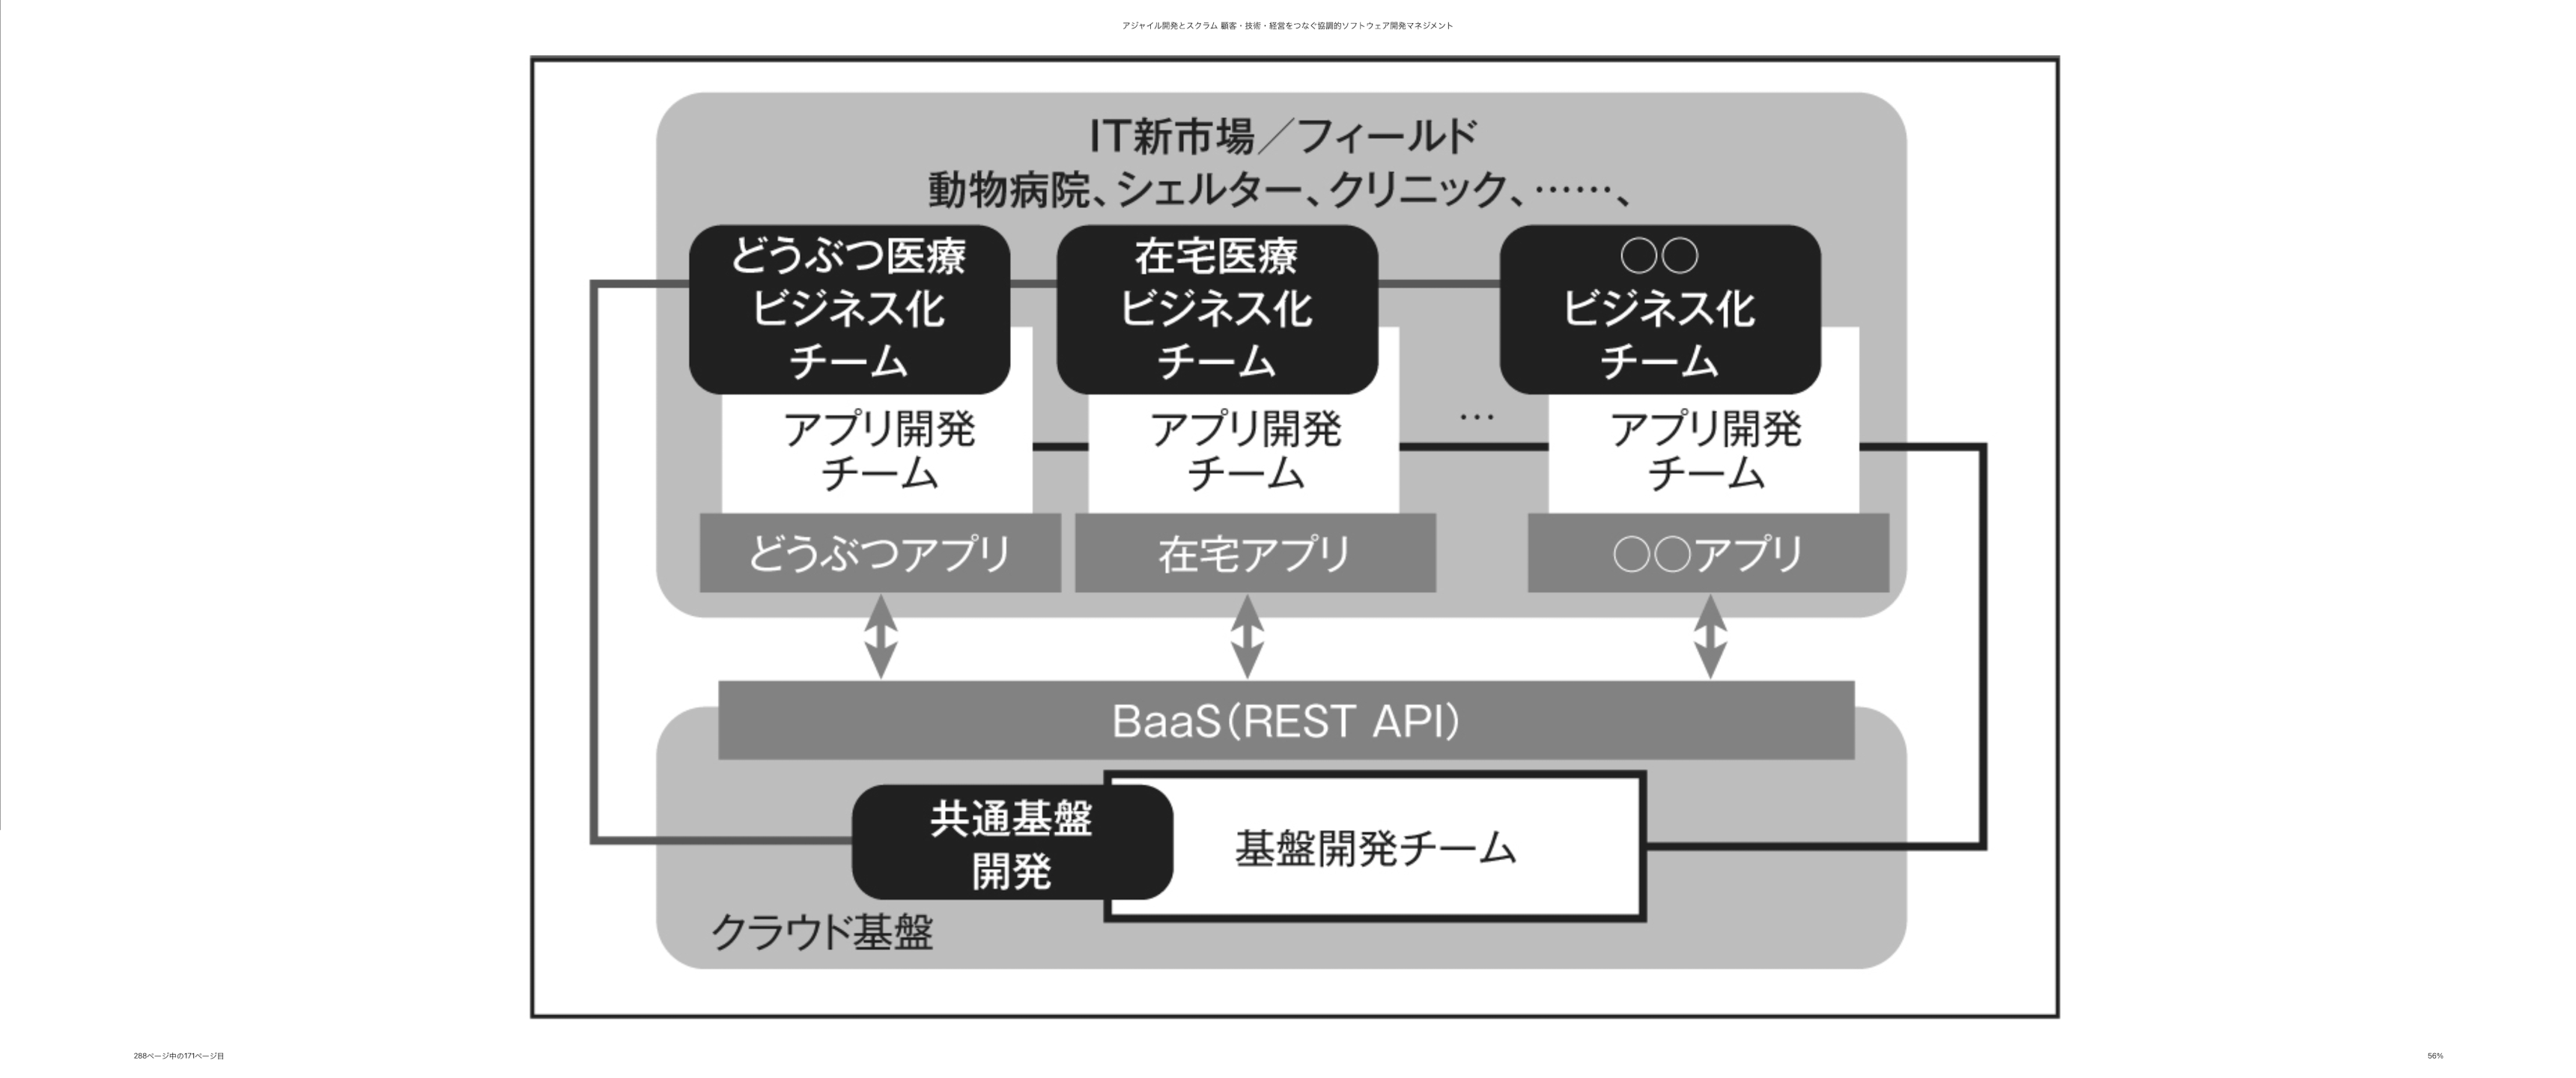 アジャイル開発とスクラム 顧客・技術・経営をつなぐ協調的ソフトウェア開発マネジメント
IT新市場／フィールド
動物病院、シェルター、クリニック、……、
どうぶつ医療
ビジネス化
チーム
在宅医療
ビジネス化
チーム
○○
ビジネス化
チーム
アプリ開発
チーム
アプリ開発
チーム
…
アプリ開発
チーム
どうぶつアプリ
在宅アプリ
○○アプリ
BaaS(REST API)
共通基盤
開発
基盤開発チーム
クラウド基盤
288ページ中の171ページ目
56%